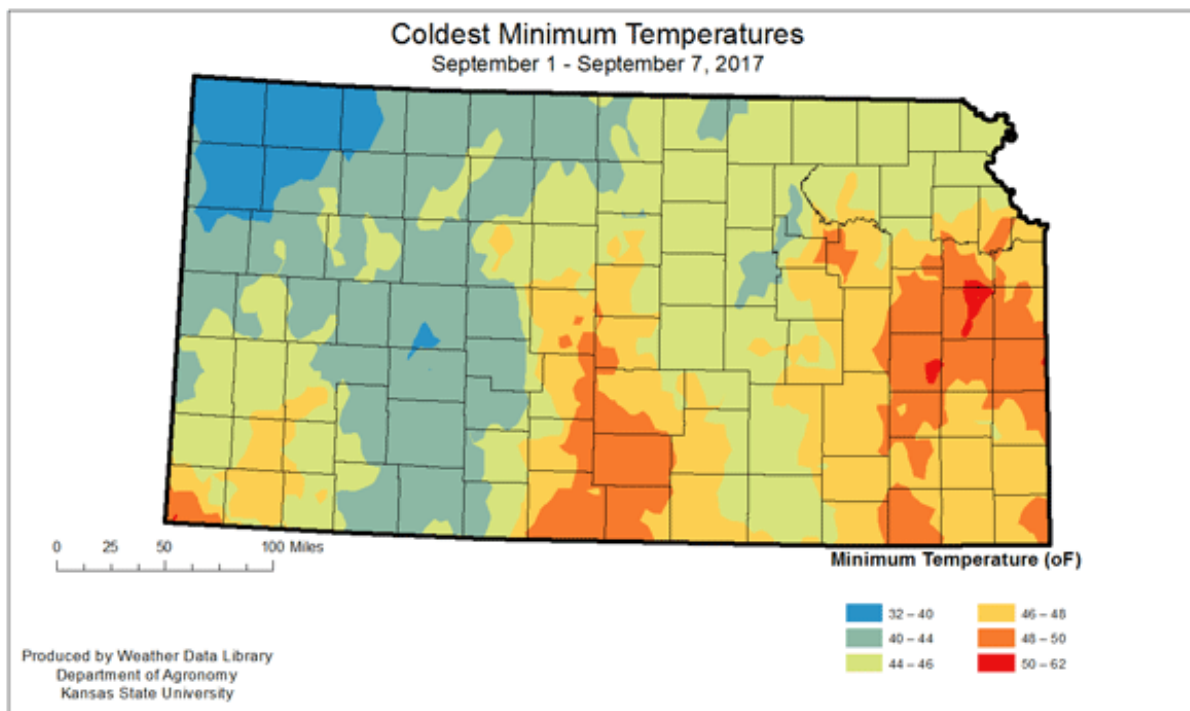 Coldest Minimum Temperatures
September 1 - September 7, 2017
0 25 50 100 Miles
Minimum Temperature (oF)
32 – 40
46 – 48
40 – 44
48 – 50
44 – 46
50 – 62
Produced by Weather Data Library
Department of Agronomy
Kansas State University